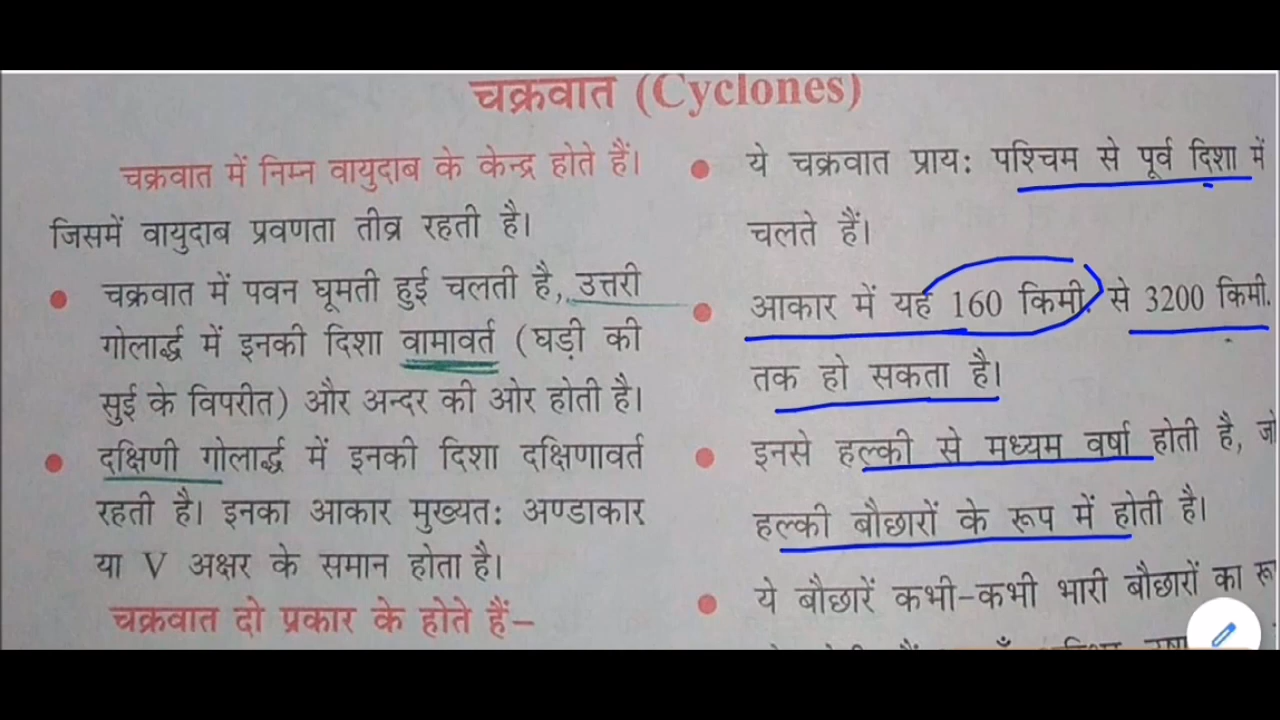 चक्रवात (Cyclones)
चक्रवात में निम्न वायुदाब के केन्द्र होते हैं।
जिसमें वायुदाब प्रवणता तीव्र रहती है।
• चक्रवात में पवन घूमती हुई चलती है, उत्तरी
गोलार्द्ध में इनकी दिशा वामावर्त (घड़ी की
सुई के विपरीत) और अन्दर की ओर होती है।
• दक्षिणी गोलार्द्ध में इनकी दिशा दक्षिणावर्त
रहती है। इनका आकार मुख्यत: अण्डाकार
या V अक्षर के समान होता है।
चक्रवात दो प्रकार के होते हैं–
• ये चक्रवात प्राय: पश्चिम से पूर्व दिशा में
चलते हैं।
• आकार में यह 160 किमी. से 3200 किमी.
तक हो सकता है।
• इनसे हल्की से मध्यम वर्षा होती है, जो
हल्की बौछारों के रूप में होती है।
• ये बौछारें कभी-कभी भारी बौछारों का